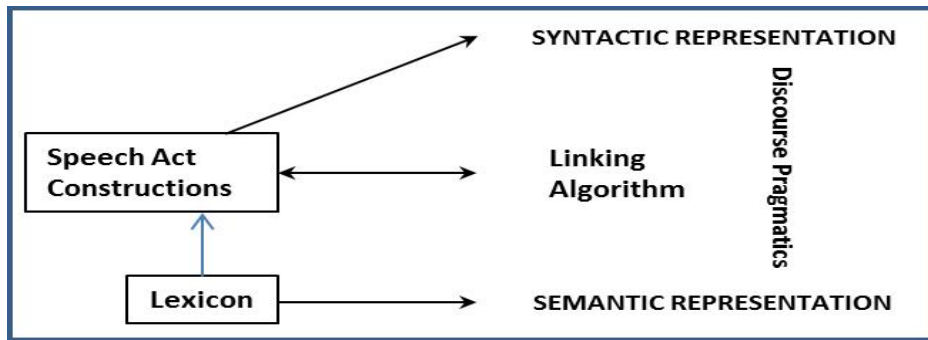 SYNTACTIC REPRESENTATION
Discourse Pragmatics
Speech Act
Constructions
Linking
Algorithm
Lexicon
SEMANTIC REPRESENTATION